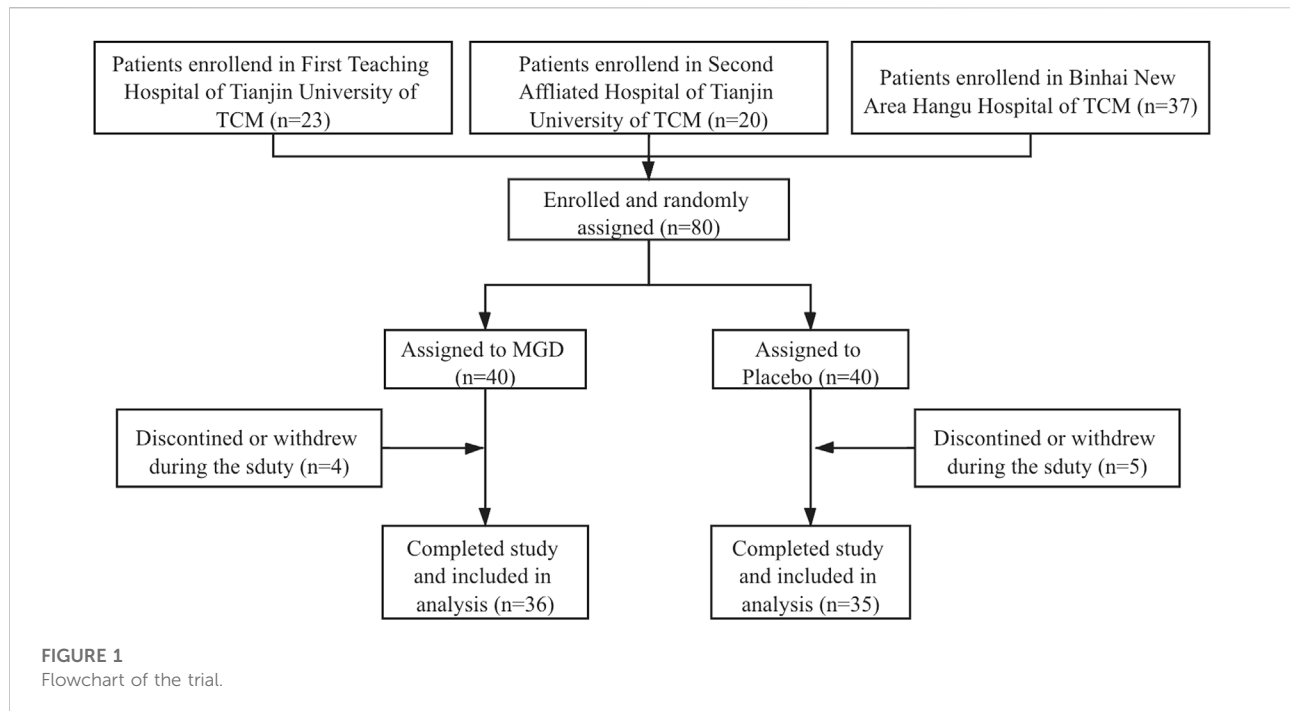 Patients enrollend in First Teaching
Hospital of Tianjin University of
TCM (n=23)
Patients enrollend in Second
Affliated Hospital of Tianjin
University of TCM (n=20)
Patients enrollend in Binhai New
Area Hangu Hospital of TCM (n=37)
Enrolled and randomly
assigned (n=80)
Assigned to MGD
(n=40)
Assigned to
Placebo (n=40)
Discontined or withdrew
during the sduty (n=4)
Discontined or withdrew
during the sduty (n=5)
Completed study
and included in
analysis (n=36)
Completed study
and included in
analysis (n=35)
FIGURE 1
Flowchart of the trial.